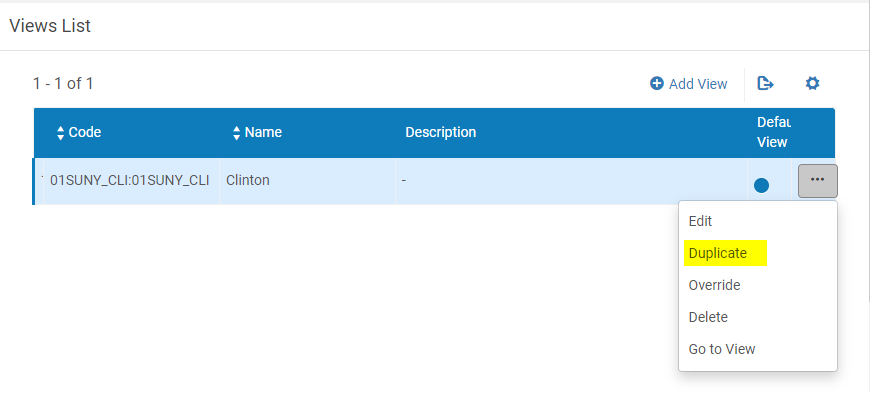 Views List
1 - 1 of 1
Add View
Code Name Description Defau
View
01SUNY_CLI:01SUNY_CLI Clinton -
Edit
Duplicate
Override
Delete
Go to View